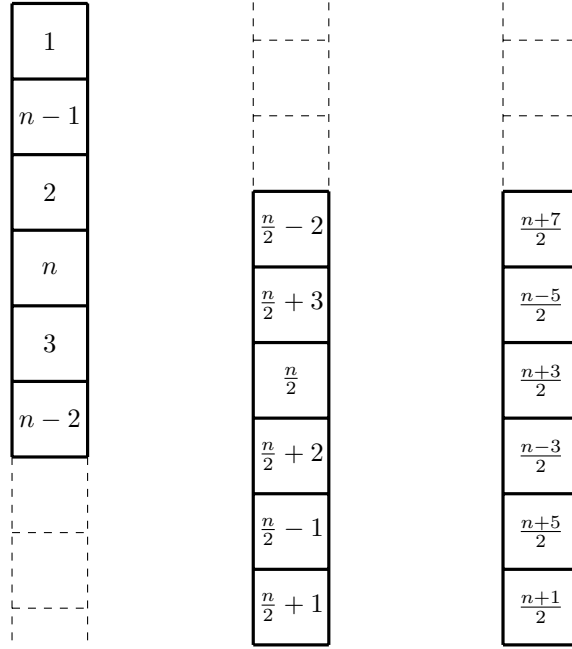 1
n − 1
2
n
3
n − 2
n/2 − 2
n/2 + 3
n/2
n/2 + 2
n/2 − 1
n/2 + 1
n+7/2
n−5/2
n+3/2
n−3/2
n+5/2
n+1/2